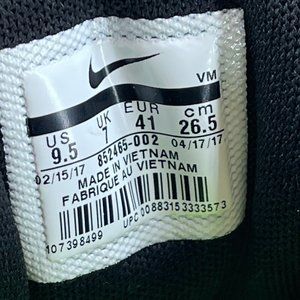 VM
US UK EUR cm
9.5 7 41 26.5
02/15/17 852465-002 04/17/17
MADE IN VIETNAM
FABRIQUE AU VIETNAM
107398499 UPC 00883153333573